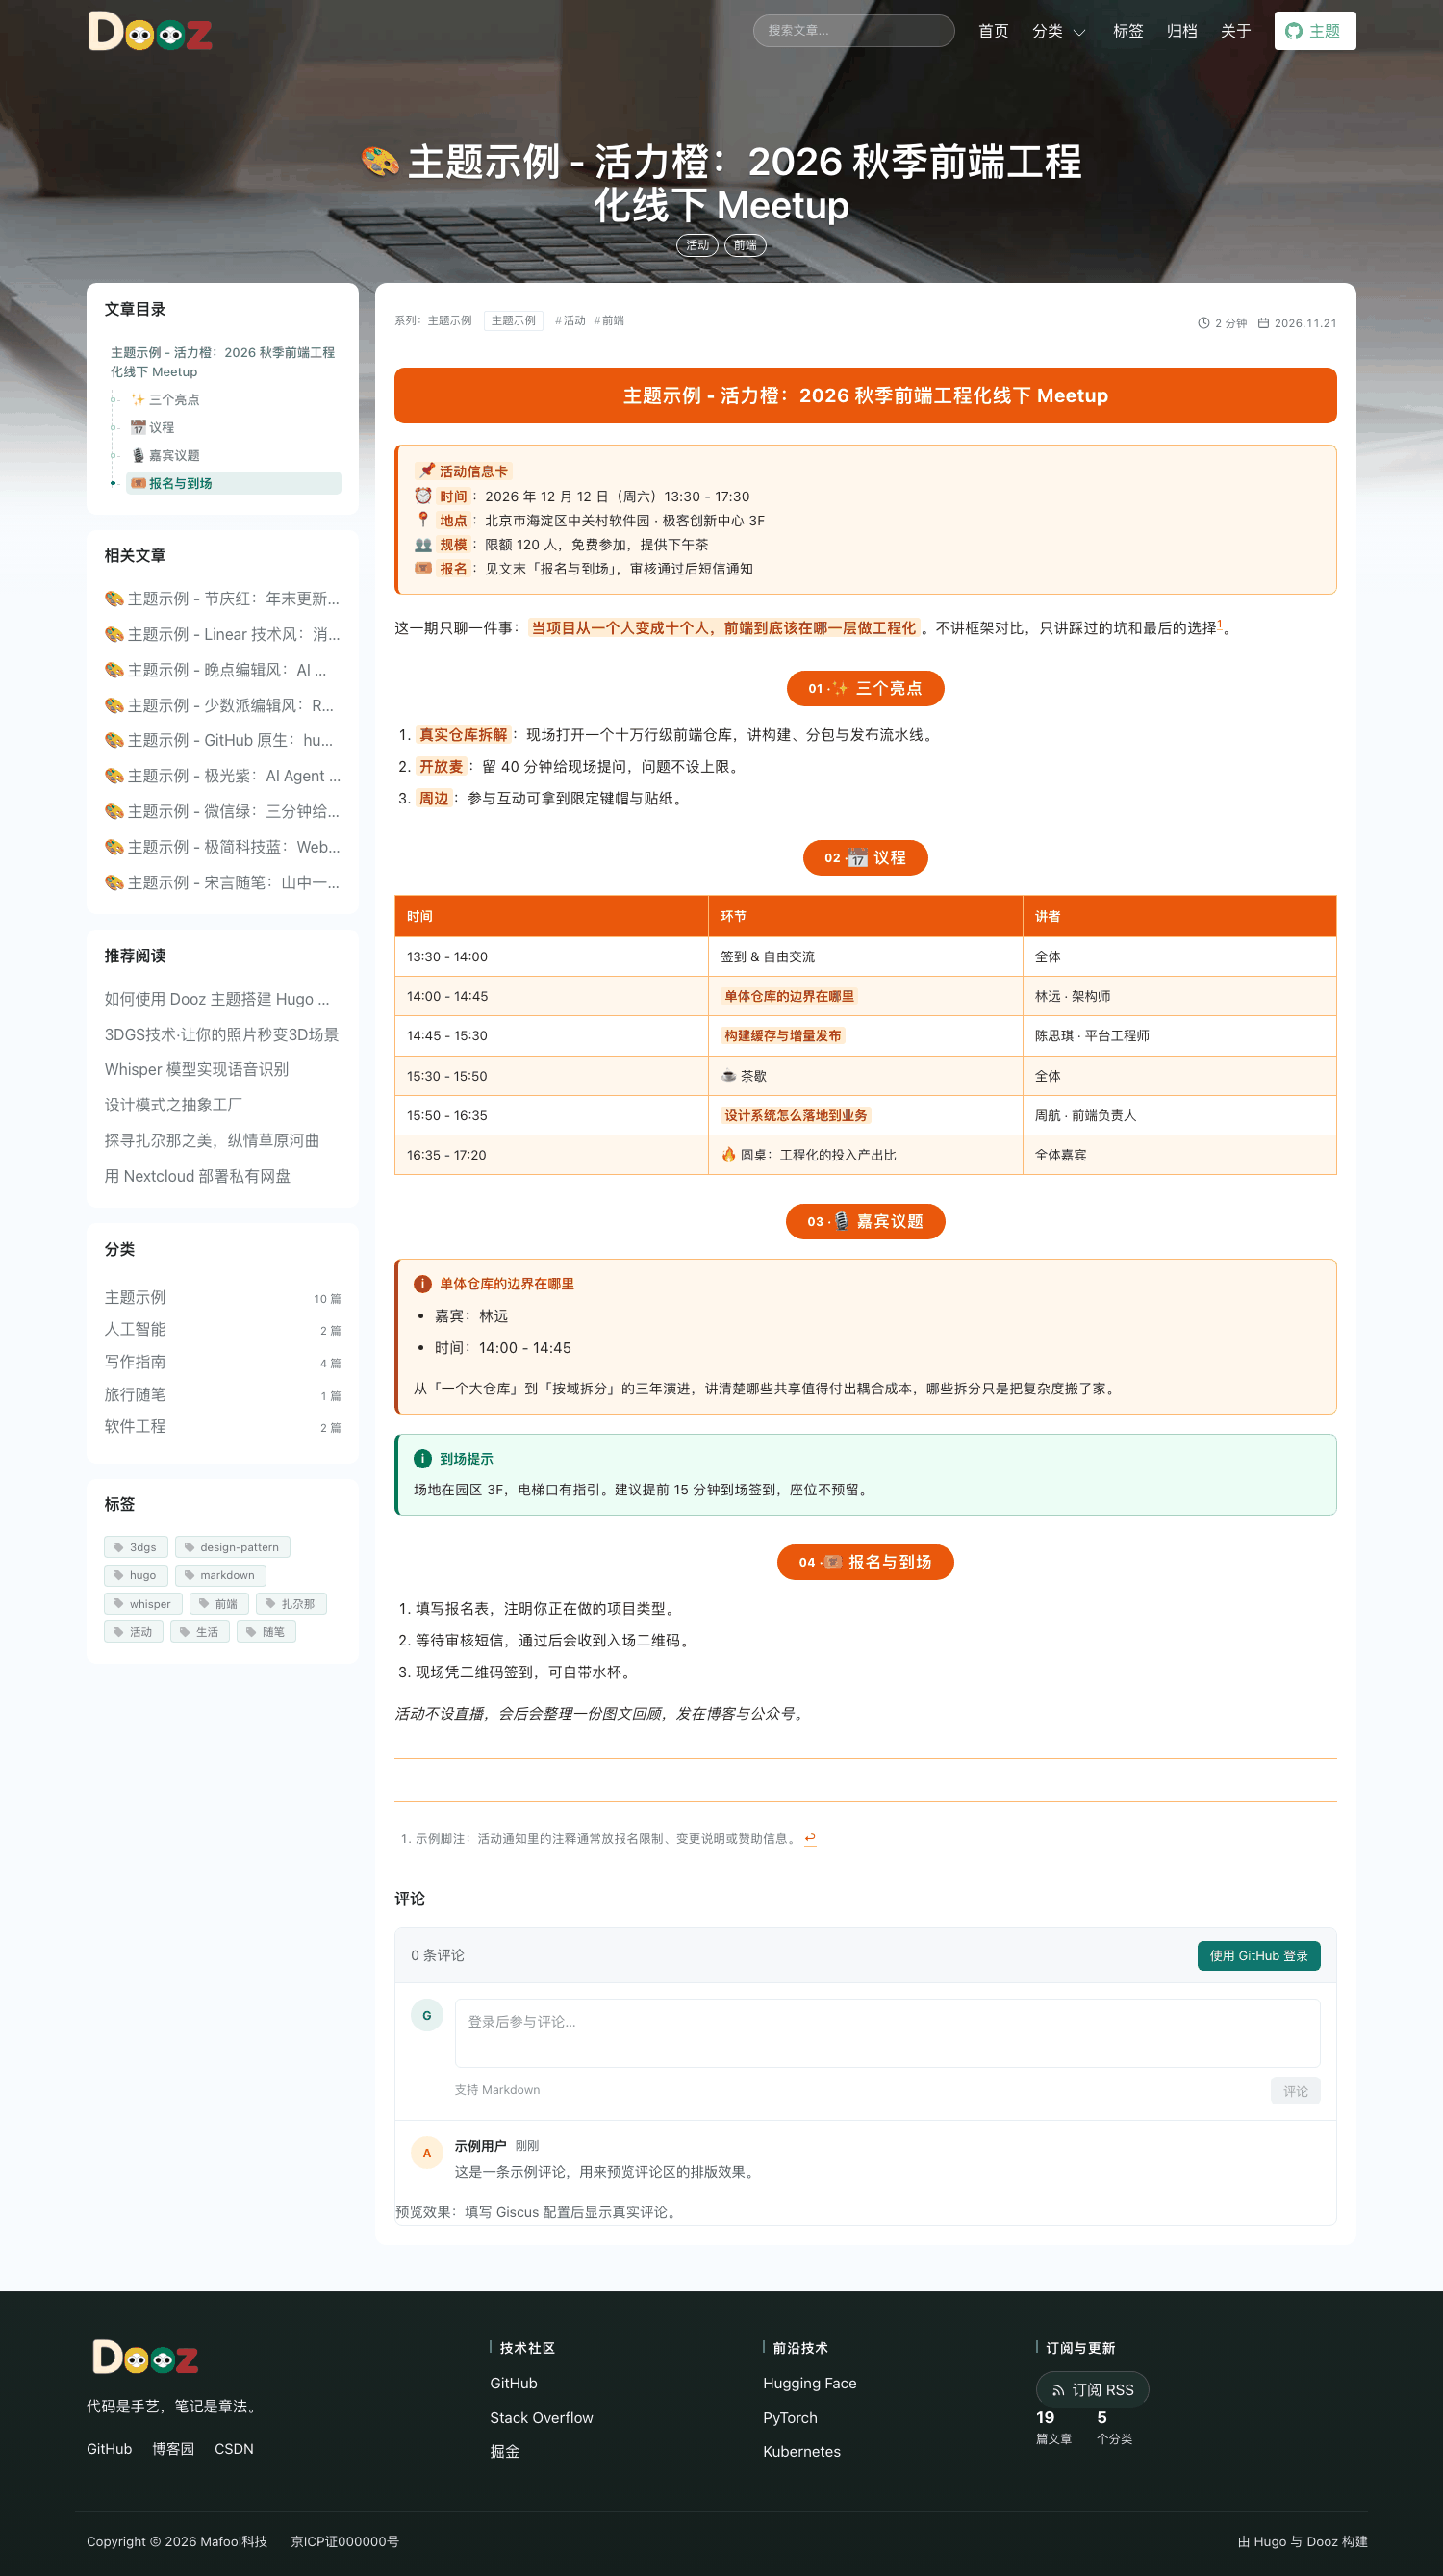 Dooz
搜索文章...
首页 分类 标签 归档 关于 主题
🎨 主题示例 - 活力橙：2026 秋季前端工程
化线下 Meetup
活动 前端
文章目录
主题示例 - 活力橙：2026 秋季前端工程
化线下 Meetup
✨ 三个亮点
📅 议程
🎙️ 嘉宾议题
🎟️ 报名与到场
相关文章
🎨 主题示例 - 节庆红：年末更新...
🎨 主题示例 - Linear 技术风：消...
🎨 主题示例 - 晚点编辑风：AI ...
🎨 主题示例 - 少数派编辑风：R...
🎨 主题示例 - GitHub 原生：hu...
🎨 主题示例 - 极光紫：AI Agent ...
🎨 主题示例 - 微信绿：三分钟给...
🎨 主题示例 - 极简科技蓝：Web...
🎨 主题示例 - 宋言随笔：山中一...
推荐阅读
如何使用 Dooz 主题搭建 Hugo ...
3DGS技术·让你的照片秒变3D场景
Whisper 模型实现语音识别
设计模式之抽象工厂
探寻扎尕那之美，纵情草原河曲
用 Nextcloud 部署私有网盘
分类
主题示例 10 篇
人工智能 2 篇
写作指南 4 篇
旅行随笔 1 篇
软件工程 2 篇
标签
3dgs design-pattern
hugo markdown
whisper 前端 扎尕那
活动 生活 随笔
系列：主题示例 主题示例 #活动 #前端 2 分钟 2026.11.21
主题示例 - 活力橙：2026 秋季前端工程化线下 Meetup
📌 活动信息卡
⏰ 时间：2026 年 12 月 12 日（周六）13:30 - 17:30
📍 地点：北京市海淀区中关村软件园 · 极客创新中心 3F
👥 规模：限额 120 人，免费参加，提供下午茶
🎟️ 报名：见文末「报名与到场」，审核通过后短信通知
这一期只聊一件事：当项目从一个人变成十个人，前端到底该在哪一层做工程化。不讲框架对比，只讲踩过的坑和最后的选择1。
01 · ✨ 三个亮点
1. 真实仓库拆解：现场打开一个十万行级前端仓库，讲构建、分包与发布流水线。
2. 开放麦：留 40 分钟给现场提问，问题不设上限。
3. 周边：参与互动可拿到限定键帽与贴纸。
02 · 📅 议程
时间 环节 讲者
13:30 - 14:00 签到 & 自由交流 全体
14:00 - 14:45 单体仓库的边界在哪里 林远 · 架构师
14:45 - 15:30 构建缓存与增量发布 陈思琪 · 平台工程师
15:30 - 15:50 ☕ 茶歇 全体
15:50 - 16:35 设计系统怎么落地到业务 周航 · 前端负责人
16:35 - 17:20 🔥 圆桌：工程化的投入产出比 全体嘉宾
03 · 🎙️ 嘉宾议题
i 单体仓库的边界在哪里
• 嘉宾：林远
• 时间：14:00 - 14:45
从「一个大仓库」到「按域拆分」的三年演进，讲清楚哪些共享值得付出耦合成本，哪些拆分只是把复杂度搬了家。
i 到场提示
场地在园区 3F，电梯口有指引。建议提前 15 分钟到场签到，座位不预留。
04 · 🎟️ 报名与到场
1. 填写报名表，注明你正在做的项目类型。
2. 等待审核短信，通过后会收到入场二维码。
3. 现场凭二维码签到，可自带水杯。
活动不设直播，会后会整理一份图文回顾，发在博客与公众号。
1. 示例脚注：活动通知里的注释通常放报名限制、变更说明或赞助信息。 ↩
评论
0 条评论 使用 GitHub 登录
G 登录后参与评论...
支持 Markdown 评论
A 示例用户 刚刚
这是一条示例评论，用来预览评论区的排版效果。
预览效果：填写 Giscus 配置后显示真实评论。
Dooz
代码是手艺，笔记是章法。
GitHub 博客园 CSDN
技术社区
GitHub
Stack Overflow
掘金
前沿技术
Hugging Face
PyTorch
Kubernetes
订阅与更新
订阅 RSS
19 5
篇文章 个分类
Copyright © 2026 Mafool科技 京ICP证000000号 由 Hugo 与 Dooz 构建